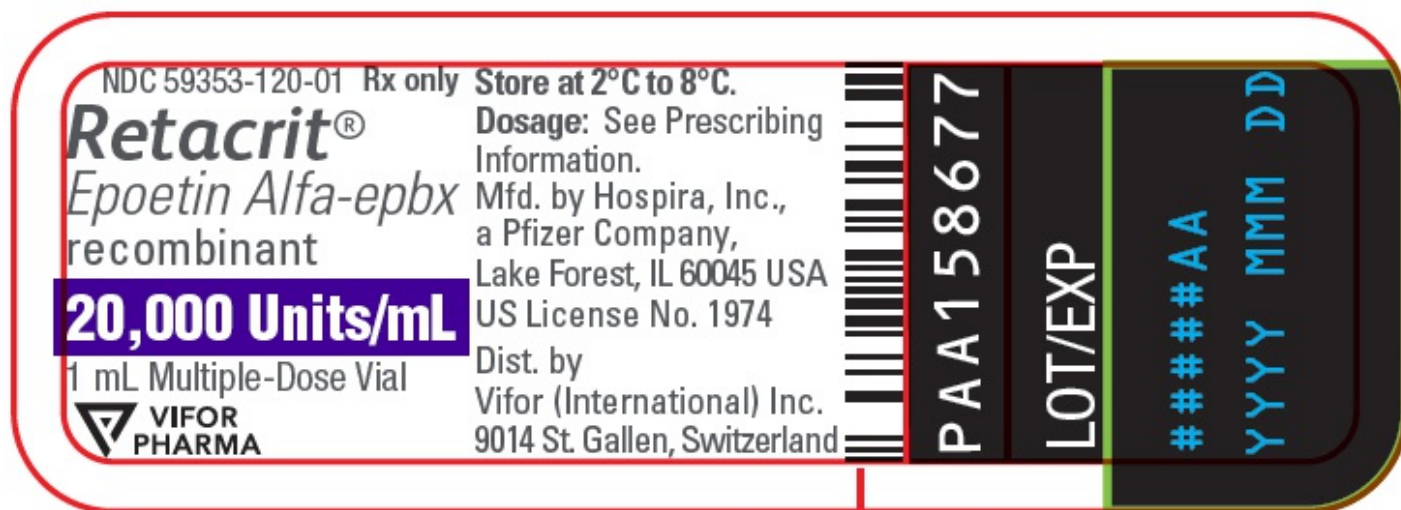 NDC 59353-120-01 Rx only
Retacrit®
Epoetin Alfa-epbx
recombinant
20,000 Units/mL
1 mL Multiple-Dose Vial
VIFOR
PHARMA
Store at 2°C to 8°C.
Dosage: See Prescribing
Information.
Mfd. by Hospira, Inc.,
a Pfizer Company,
Lake Forest, IL 60045 USA
US License No. 1974
Dist. by
Vifor (International) Inc.
9014 St. Gallen, Switzerland
PAA158677
LOT/EXP
#####AA
YYYY MMM DD